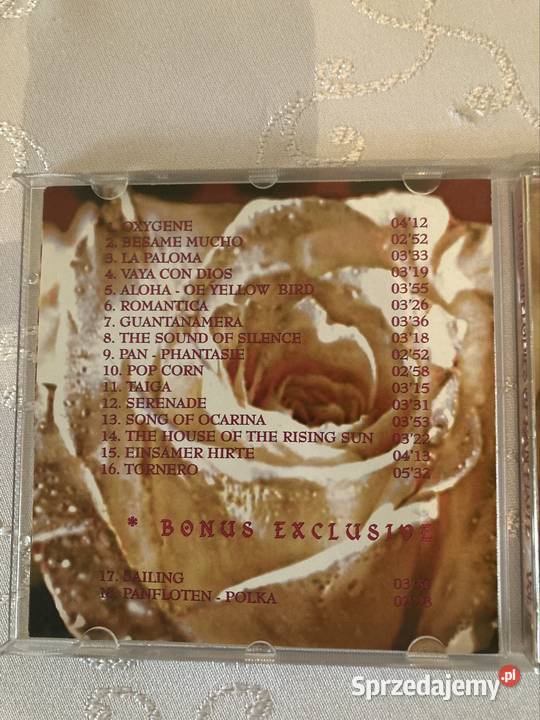 1. OXYGENE 04'12
2. BESAME MUCHO 02'52
3. LA PALOMA 03'33
4. VAYA CON DIOS 03'19
5. ALOHA - OE YELLOW BIRD 03'55
6. ROMANTICA 03'26
7. GUANTANAMERA 03'36
8. THE SOUND OF SILENCE 03'18
9. PAN - PHANTASIE 02'52
10. POP CORN 02'58
11. TAIGA 03'15
12. SERENADE 03'31
13. SONG OF OCARINA 03'53
14. THE HOUSE OF THE RISING SUN 03'22
15. EINSAMER HIRTE 04'13
16. TORNERO 05'32
* BONUS EXCLUSIVE
17. SAILING
18. PANFLOTEN - POLKA
Sprzedajemy.pl